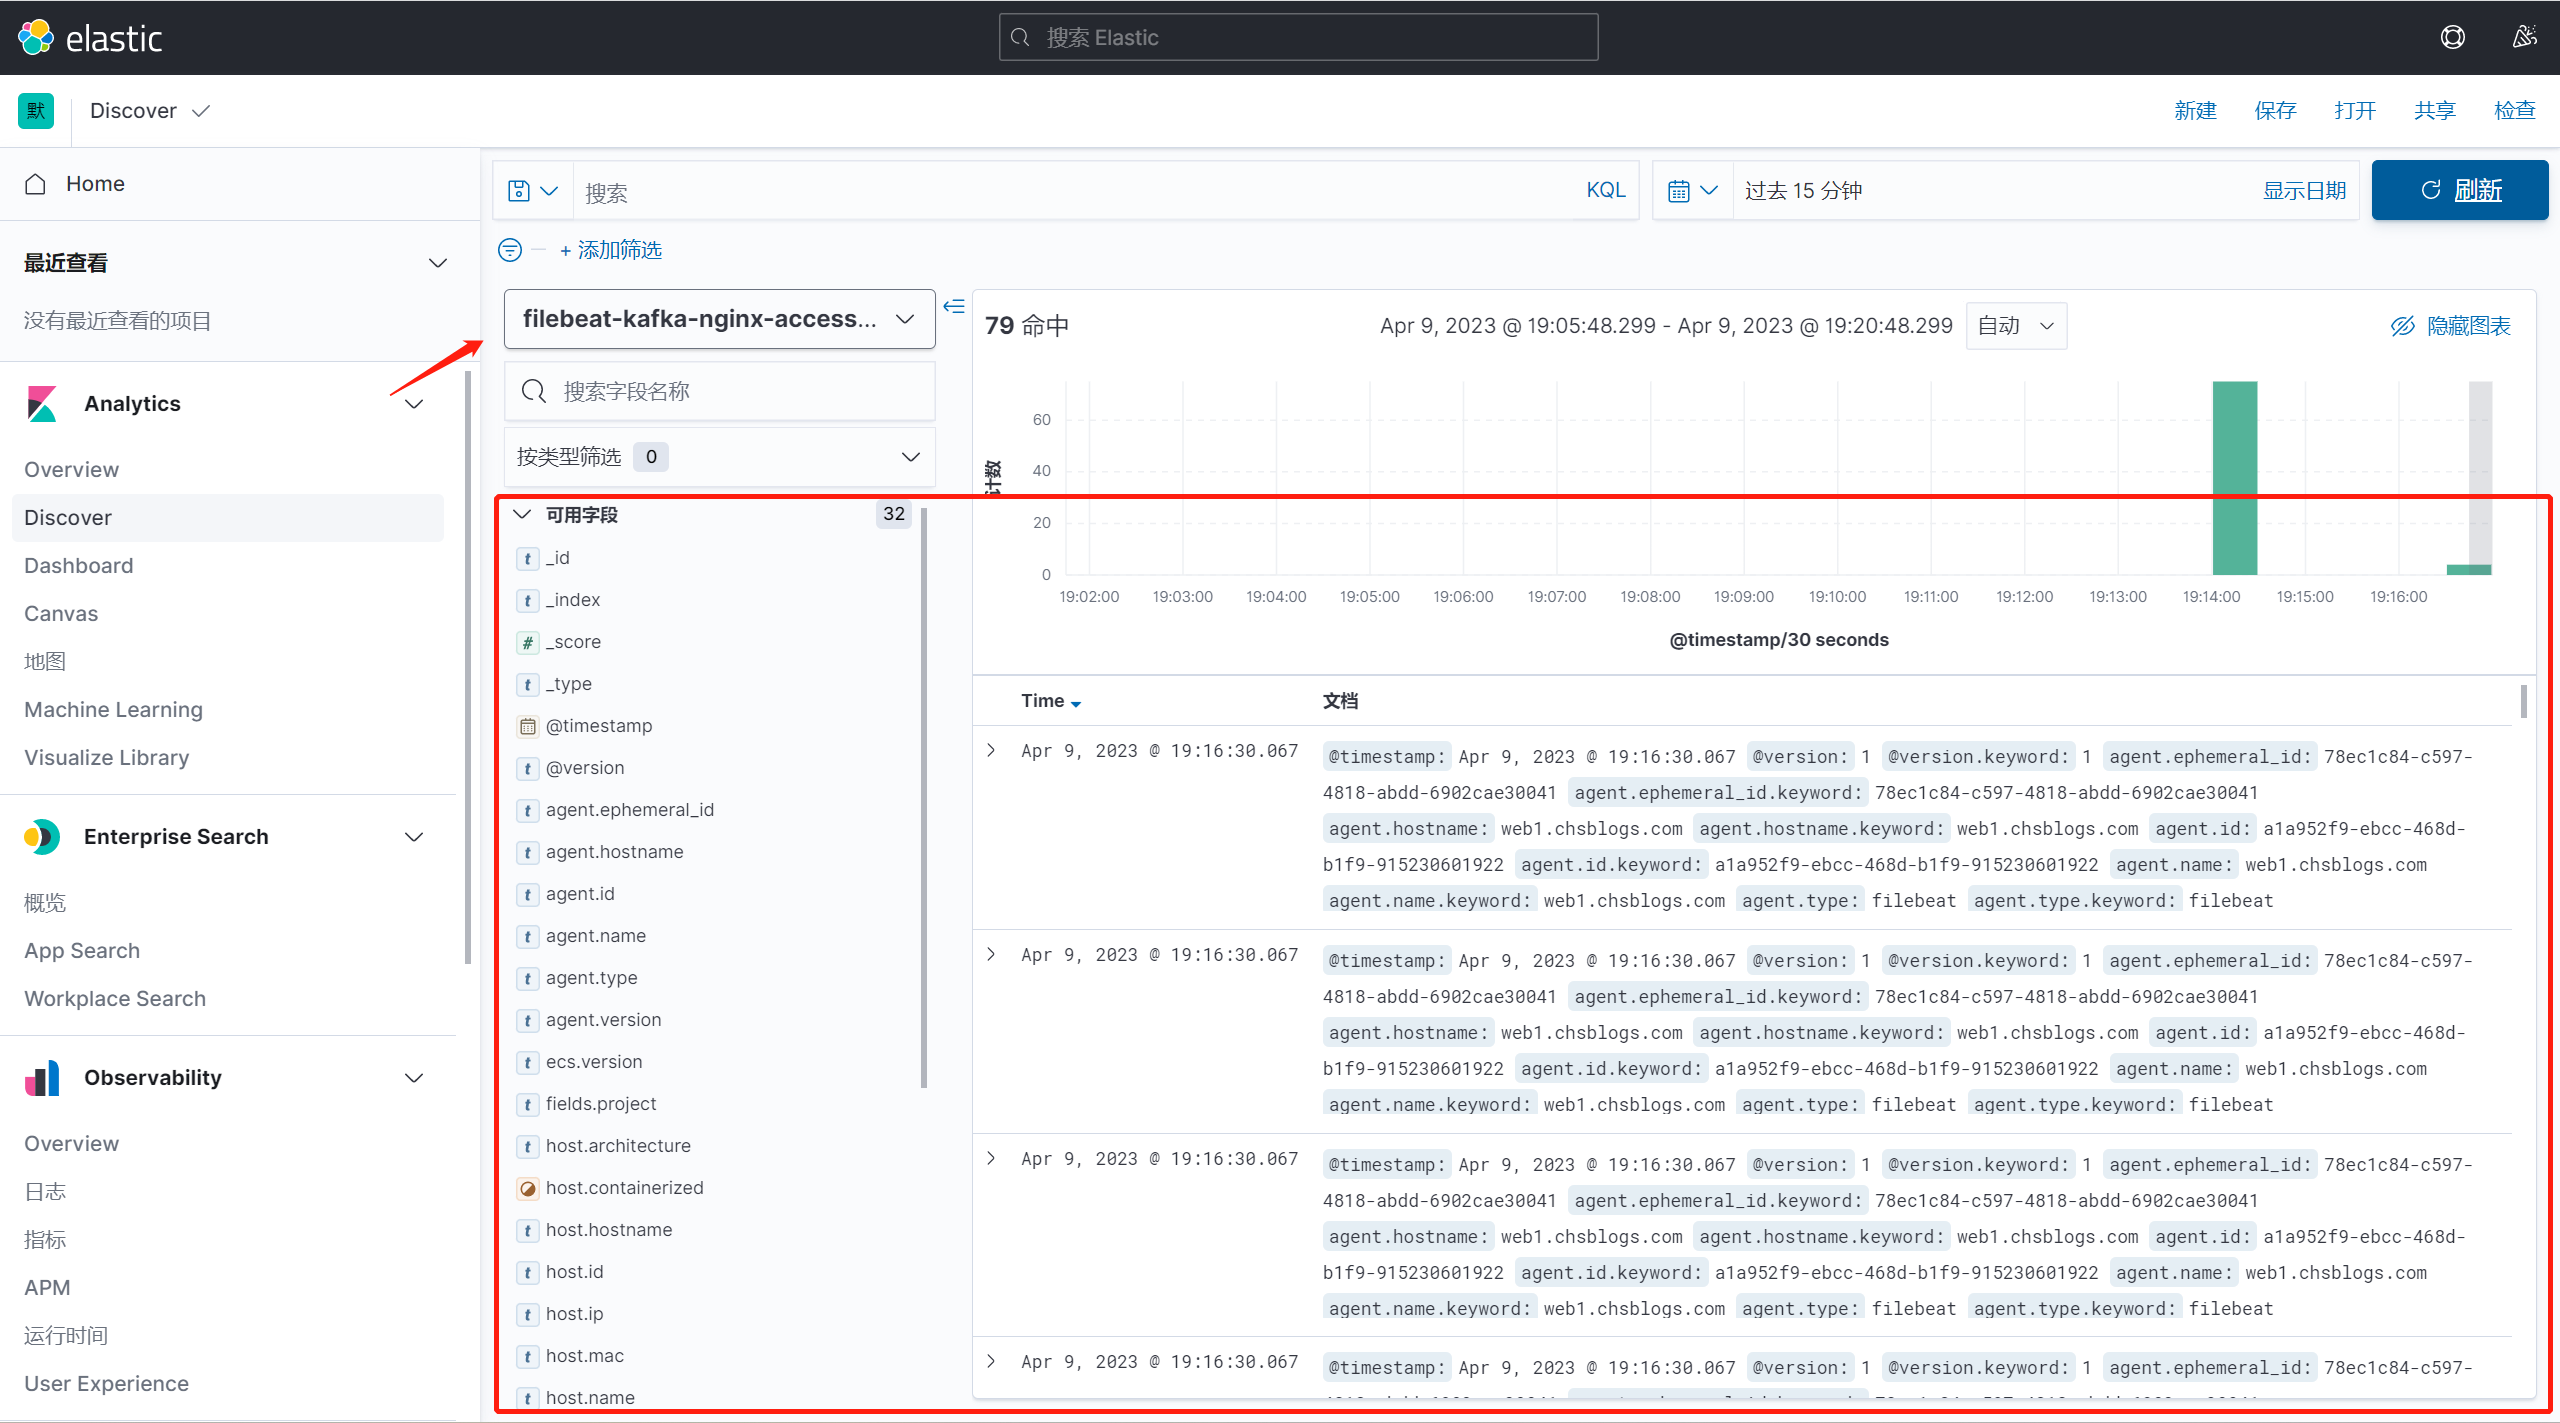 elastic
搜索 Elastic
默
Discover
新建
保存
打开
共享
检查
Home
最近查看
没有最近查看的项目
Analytics
Overview
Discover
Dashboard
Canvas
地图
Machine Learning
Visualize Library
Enterprise Search
概览
App Search
Workplace Search
Observability
Overview
日志
指标
APM
运行时间
User Experience
搜索
KQL
过去 15 分钟
显示日期
刷新
+ 添加筛选
filebeat-kafka-nginx-access...
搜索字段名称
按类型筛选 0
可用字段 32
t _id
t _index
# _score
t _type
@timestamp
t @version
t agent.ephemeral_id
t agent.hostname
t agent.id
t agent.name
t agent.type
t agent.version
t ecs.version
t fields.project
t host.architecture
host.containerized
t host.hostname
t host.id
t host.ip
t host.mac
t host.name
79 命中
Apr 9, 2023 @ 19:05:48.299 - Apr 9, 2023 @ 19:20:48.299
自动
隐藏图表
计数
60
40
20
0
19:02:00 19:03:00 19:04:00 19:05:00 19:06:00 19:07:00 19:08:00 19:09:00 19:10:00 19:11:00 19:12:00 19:13:00 19:14:00 19:15:00 19:16:00
@timestamp/30 seconds
Time 文档
Apr 9, 2023 @ 19:16:30.067 @timestamp: Apr 9, 2023 @ 19:16:30.067 @version: 1 @version.keyword: 1 agent.ephemeral_id: 78ec1c84-c597-
4818-abdd-6902cae30041 agent.ephemeral_id.keyword: 78ec1c84-c597-4818-abdd-6902cae30041
agent.hostname: web1.chsblogs.com agent.hostname.keyword: web1.chsblogs.com agent.id: a1a952f9-ebcc-468d-
b1f9-915230601922 agent.id.keyword: a1a952f9-ebcc-468d-b1f9-915230601922 agent.name: web1.chsblogs.com
agent.name.keyword: web1.chsblogs.com agent.type: filebeat agent.type.keyword: filebeat
Apr 9, 2023 @ 19:16:30.067 @timestamp: Apr 9, 2023 @ 19:16:30.067 @version: 1 @version.keyword: 1 agent.ephemeral_id: 78ec1c84-c597-
4818-abdd-6902cae30041 agent.ephemeral_id.keyword: 78ec1c84-c597-4818-abdd-6902cae30041
agent.hostname: web1.chsblogs.com agent.hostname.keyword: web1.chsblogs.com agent.id: a1a952f9-ebcc-468d-
b1f9-915230601922 agent.id.keyword: a1a952f9-ebcc-468d-b1f9-915230601922 agent.name: web1.chsblogs.com
agent.name.keyword: web1.chsblogs.com agent.type: filebeat agent.type.keyword: filebeat
Apr 9, 2023 @ 19:16:30.067 @timestamp: Apr 9, 2023 @ 19:16:30.067 @version: 1 @version.keyword: 1 agent.ephemeral_id: 78ec1c84-c597-
4818-abdd-6902cae30041 agent.ephemeral_id.keyword: 78ec1c84-c597-4818-abdd-6902cae30041
agent.hostname: web1.chsblogs.com agent.hostname.keyword: web1.chsblogs.com agent.id: a1a952f9-ebcc-468d-
b1f9-915230601922 agent.id.keyword: a1a952f9-ebcc-468d-b1f9-915230601922 agent.name: web1.chsblogs.com
agent.name.keyword: web1.chsblogs.com agent.type: filebeat agent.type.keyword: filebeat
Apr 9, 2023 @ 19:16:30.067 @timestamp: Apr 9, 2023 @ 19:16:30.067 @version: 1 @version.keyword: 1 agent.ephemeral_id: 78ec1c84-c597-